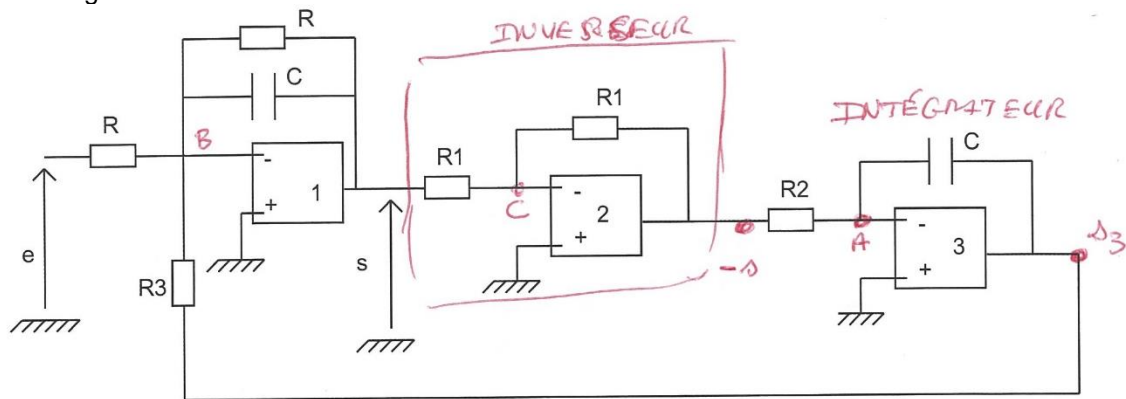 R
INVERSEUR
C
R1
INTÉGRATEUR
R
B
C
-
1
+
R1
C
-
2
+
R2
A
-
3
+
s3
e
R3
s
-s